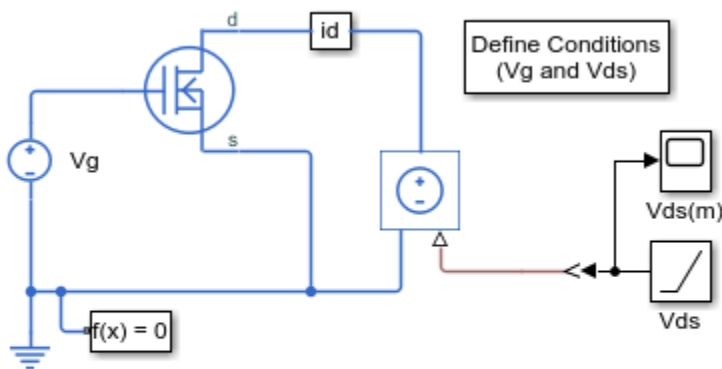 d
id
Define Conditions
(Vg and Vds)
s
Vg
Vds(m)
f(x) = 0
Vds